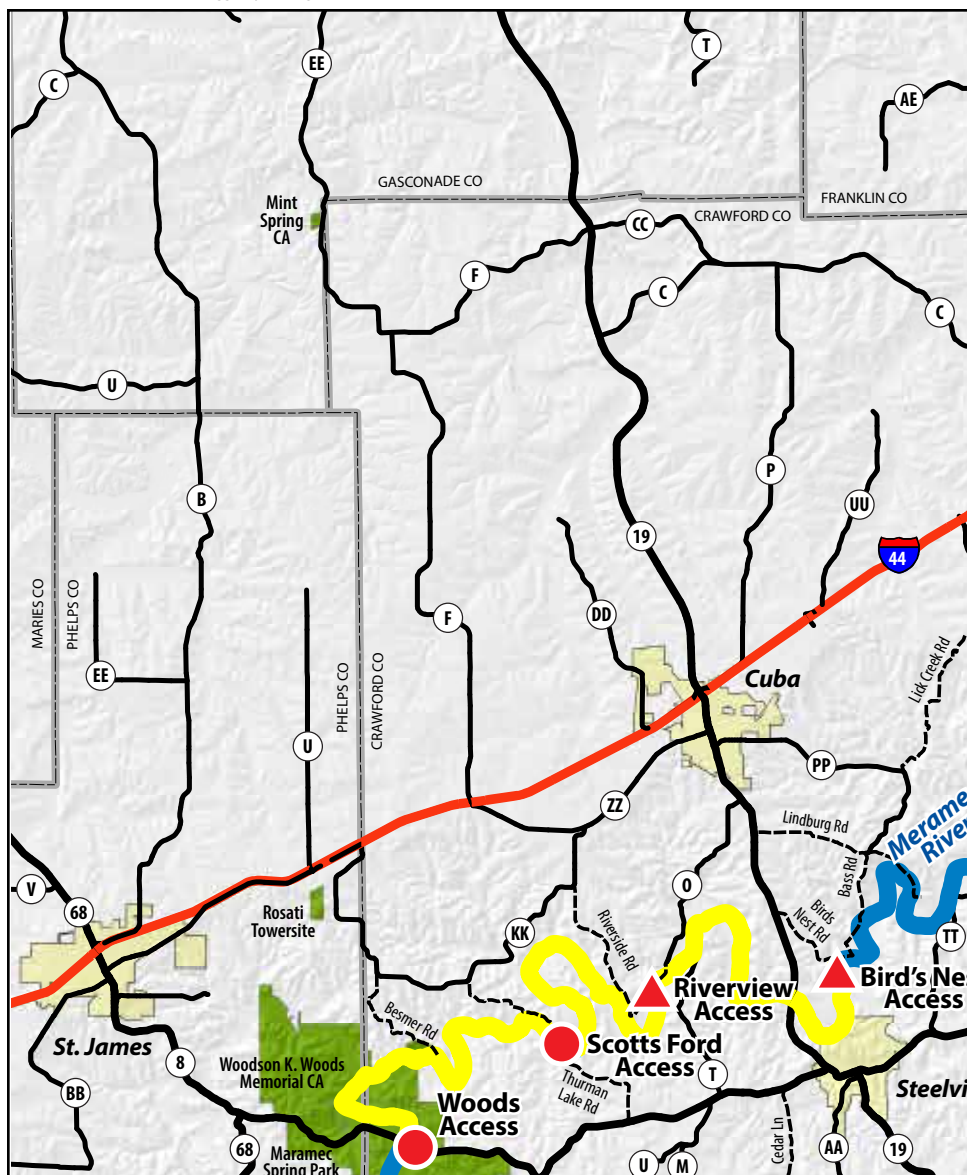 EE
T
C
AE
GASCONADE CO
FRANKLIN CO
Mint
Spring
CA
CC
CRAWFORD CO
F
C
C
U
P
B
UU
19
44
MARIES CO
PHELPS CO
DD
F
EE
PHELPS CO
CRAWFORD CO
Cuba
Lick Creek Rd
U
PP
ZZ
Lindburg Rd
Meramec
River
Bass Rd
V
68
Rosati
Towersite
O
Birds
Nest Rd
KK
Riverside Rd
TT
Riverview
Access
Bird's Nes
Access
Besmer Rd
St. James
Scotts Ford
Access
8
Woodson K. Woods
Memorial CA
Thurman
Lake Rd
T
BB
Steelvi
Woods
Access
Cedar Ln
68
Maramec
Spring Park
U
M
AA
19